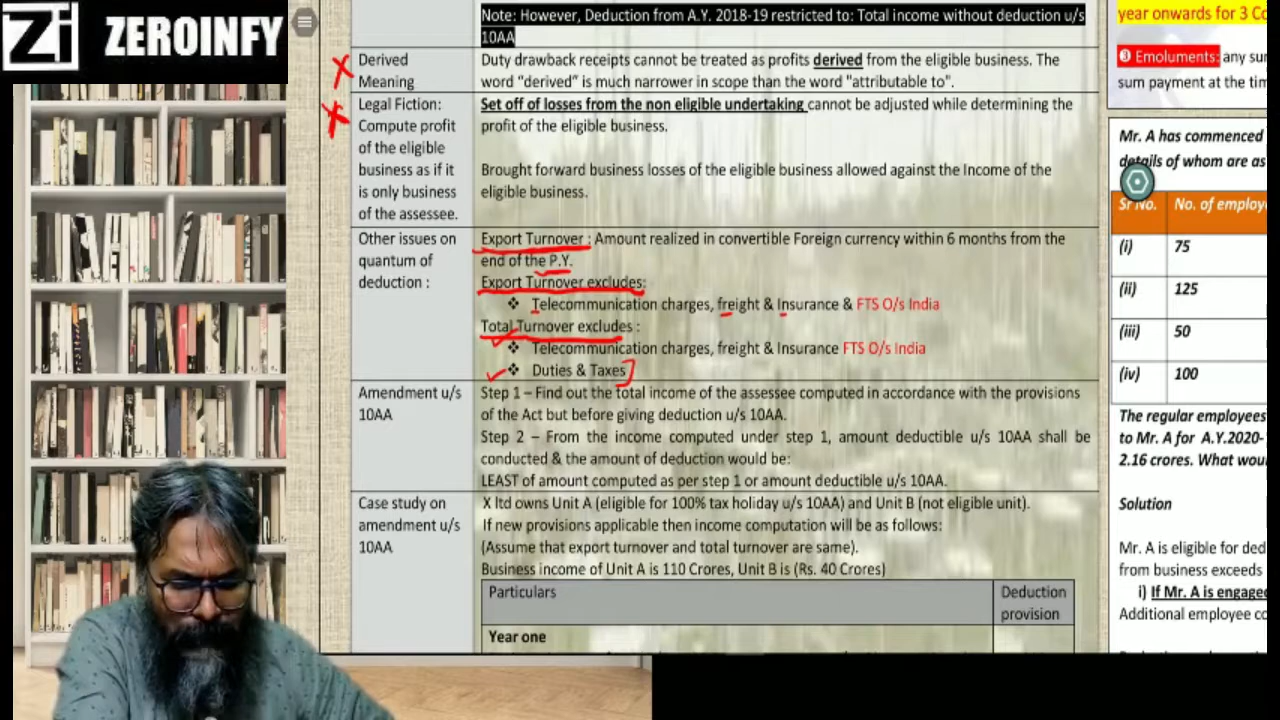 Zi ZEROINFY
Note: However, Deduction from A.Y. 2018-19 restricted to: Total income without deduction u/s
10AA
Derived
Meaning
Duty drawback receipts cannot be treated as profits derived from the eligible business. The
word "derived" is much narrower in scope than the word "attributable to".
Legal Fiction:
Compute profit
of the eligible
business as if it
is only business
of the assessee.
Set off of losses from the non eligible undertaking cannot be adjusted while determining the
profit of the eligible business.
Brought forward business losses of the eligible business allowed against the Income of the
eligible business.
Other issues on
quantum of
deduction :
Export Turnover : Amount realized in convertible Foreign currency within 6 months from the
end of the P.Y.
Export Turnover excludes:
❖ Telecommunication charges, freight & Insurance & FTS O/s India
Total Turnover excludes :
❖ Telecommunication charges, freight & Insurance FTS O/s India
❖ Duties & Taxes
Amendment u/s
10AA
Step 1 – Find out the total income of the assessee computed in accordance with the provisions
of the Act but before giving deduction u/s 10AA.
Step 2 – From the income computed under step 1, amount deductible u/s 10AA shall be
conducted & the amount of deduction would be:
LEAST of amount computed as per step 1 or amount deductible u/s 10AA.
Case study on
amendment u/s
10AA
X ltd owns Unit A (eligible for 100% tax holiday u/s 10AA) and Unit B (not eligible unit).
If new provisions applicable then income computation will be as follows:
(Assume that export turnover and total turnover are same).
Business income of Unit A is 110 Crores, Unit B is (Rs. 40 Crores)
Particulars
Deduction
provision
Year one
year onwards for 3 Co
❸ Emoluments: any su
sum payment at the tim
Mr. A has commenced
details of whom are as
Sr No. No. of employ
(i) 75
(ii) 125
(iii) 50
(iv) 100
The regular employees
to Mr. A for A.Y.2020-
2.16 crores. What wou
Solution
Mr. A is eligible for ded
from business exceeds
i) If Mr. A is engage
Additional employee co